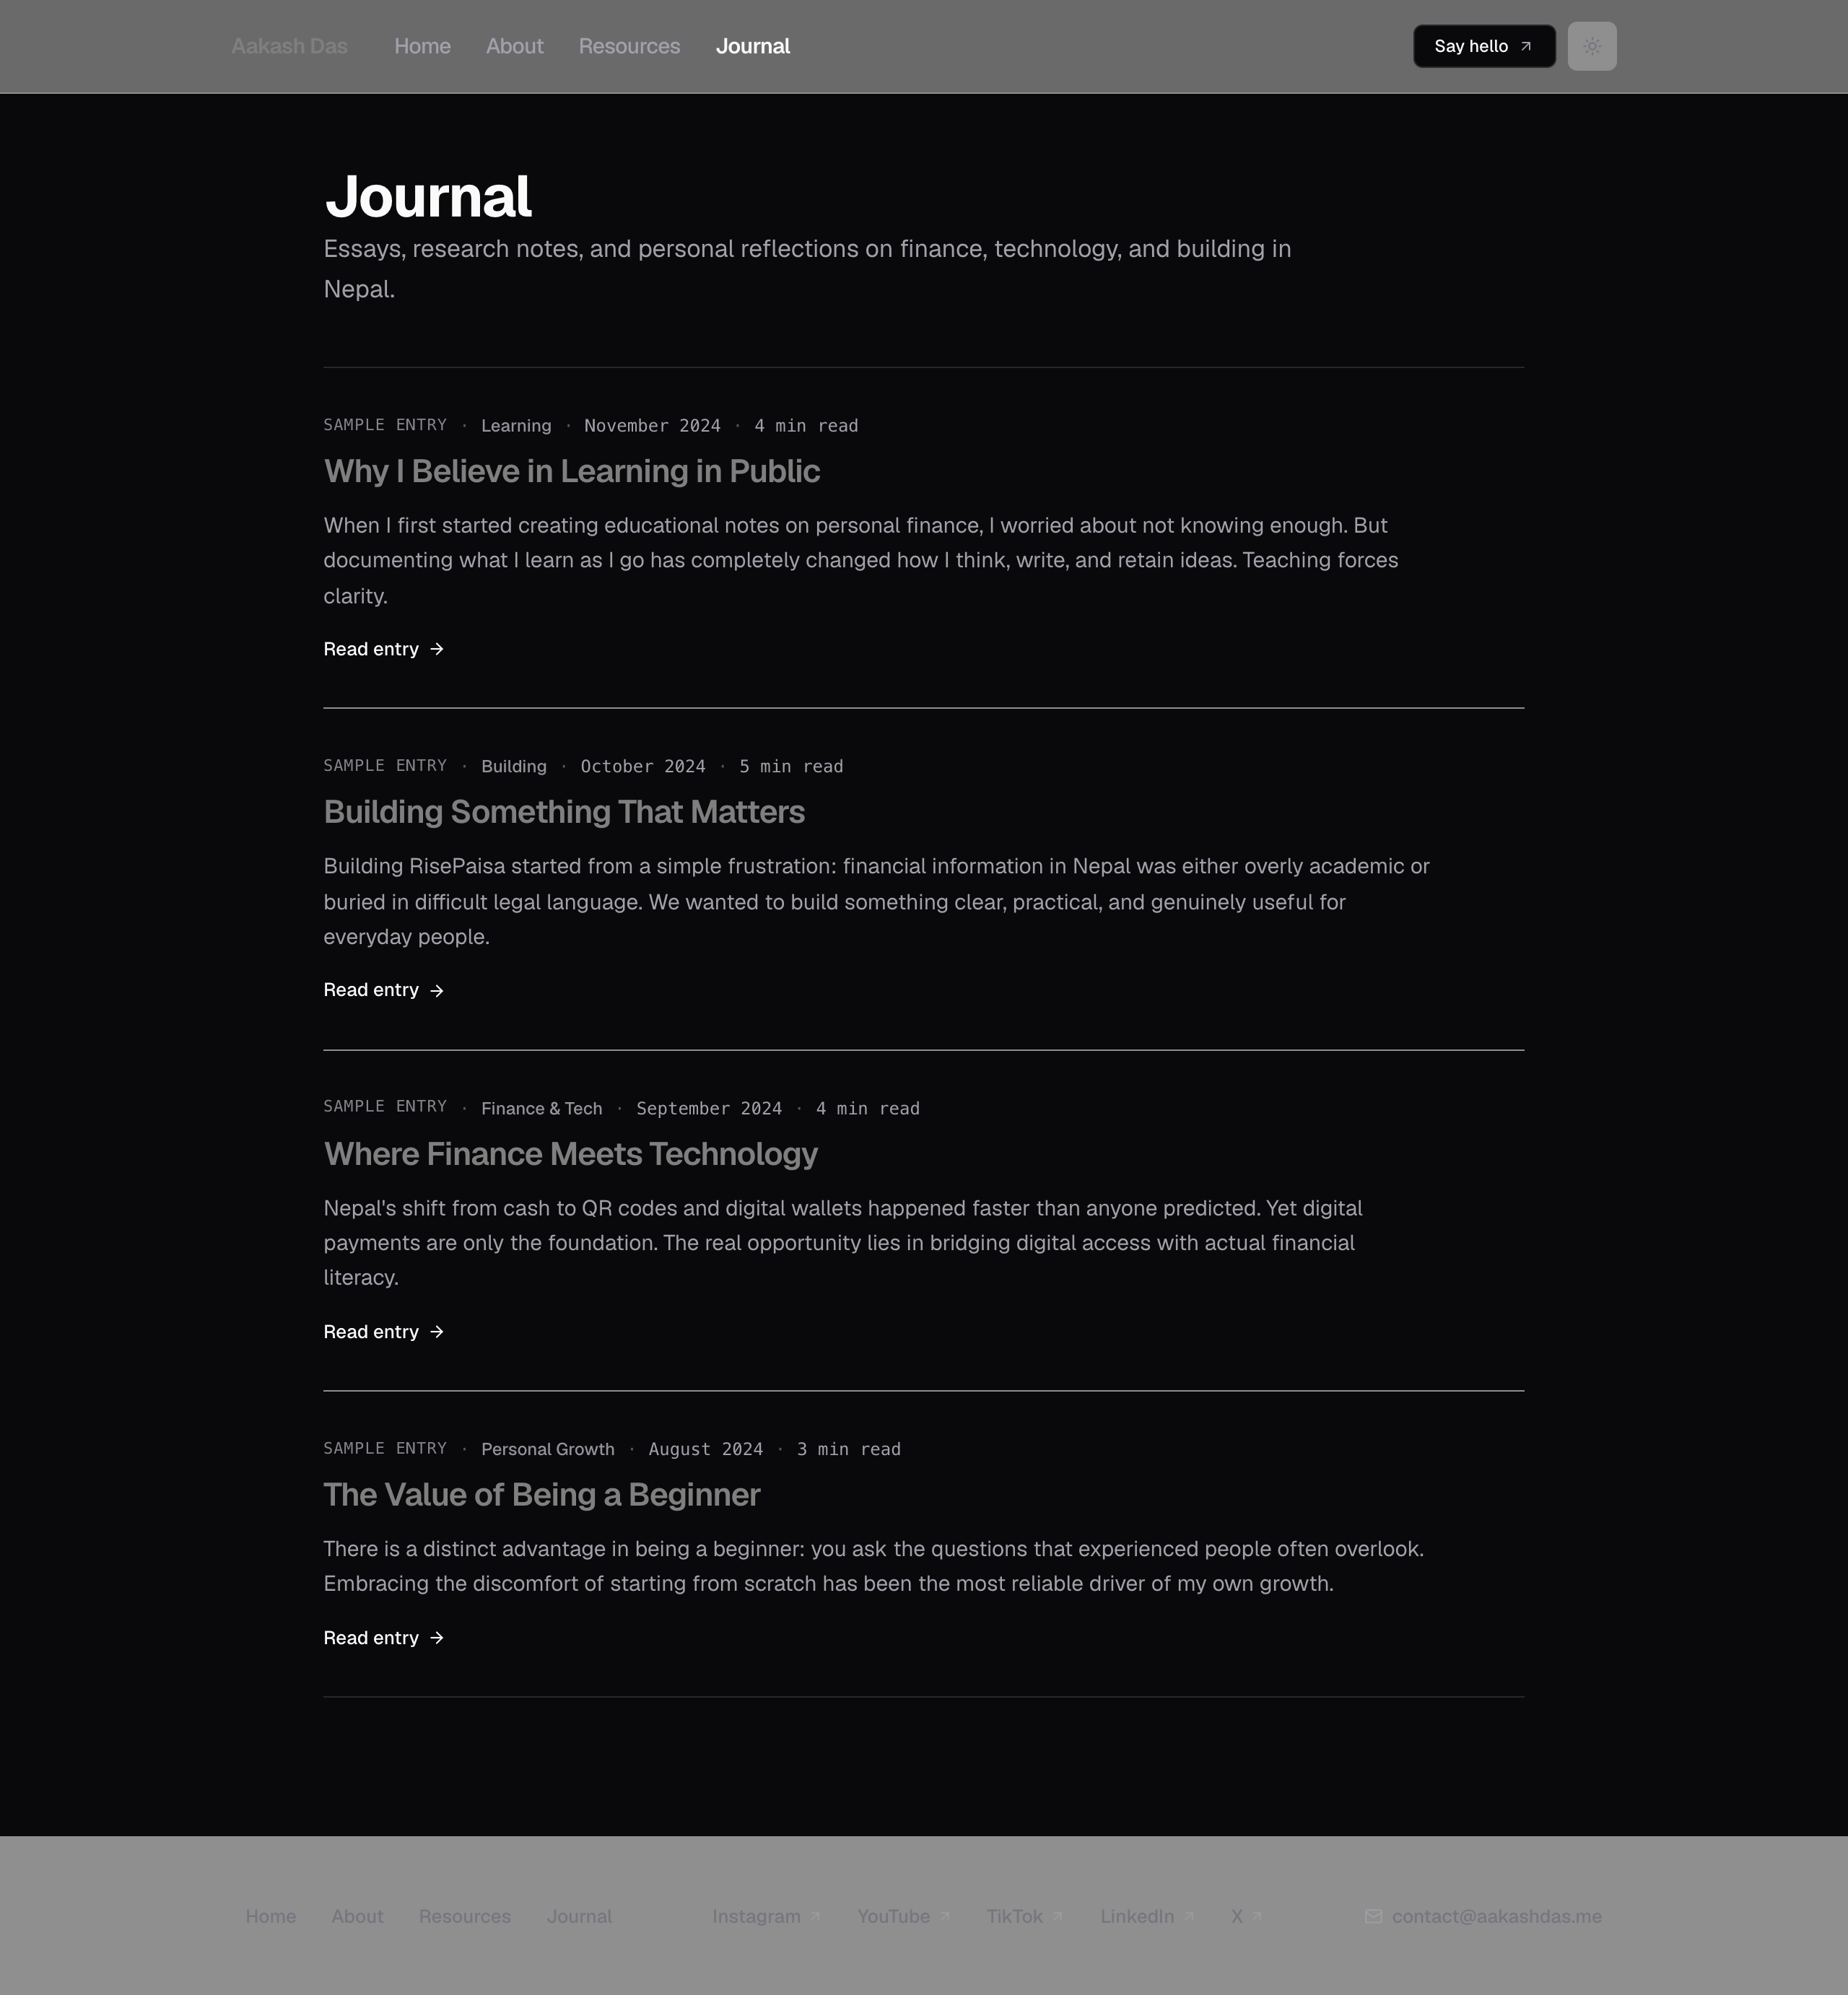 Aakash Das Home About Resources Journal Say hello
Journal
Essays, research notes, and personal reflections on finance, technology, and building in
Nepal.
SAMPLE ENTRY · Learning · November 2024 · 4 min read
Why I Believe in Learning in Public
When I first started creating educational notes on personal finance, I worried about not knowing enough. But
documenting what I learn as I go has completely changed how I think, write, and retain ideas. Teaching forces
clarity.
Read entry →
SAMPLE ENTRY · Building · October 2024 · 5 min read
Building Something That Matters
Building RisePaisa started from a simple frustration: financial information in Nepal was either overly academic or
buried in difficult legal language. We wanted to build something clear, practical, and genuinely useful for
everyday people.
Read entry →
SAMPLE ENTRY · Finance & Tech · September 2024 · 4 min read
Where Finance Meets Technology
Nepal's shift from cash to QR codes and digital wallets happened faster than anyone predicted. Yet digital
payments are only the foundation. The real opportunity lies in bridging digital access with actual financial
literacy.
Read entry →
SAMPLE ENTRY · Personal Growth · August 2024 · 3 min read
The Value of Being a Beginner
There is a distinct advantage in being a beginner: you ask the questions that experienced people often overlook.
Embracing the discomfort of starting from scratch has been the most reliable driver of my own growth.
Read entry →
Home About Resources Journal Instagram YouTube TikTok LinkedIn X contact@aakashdas.me